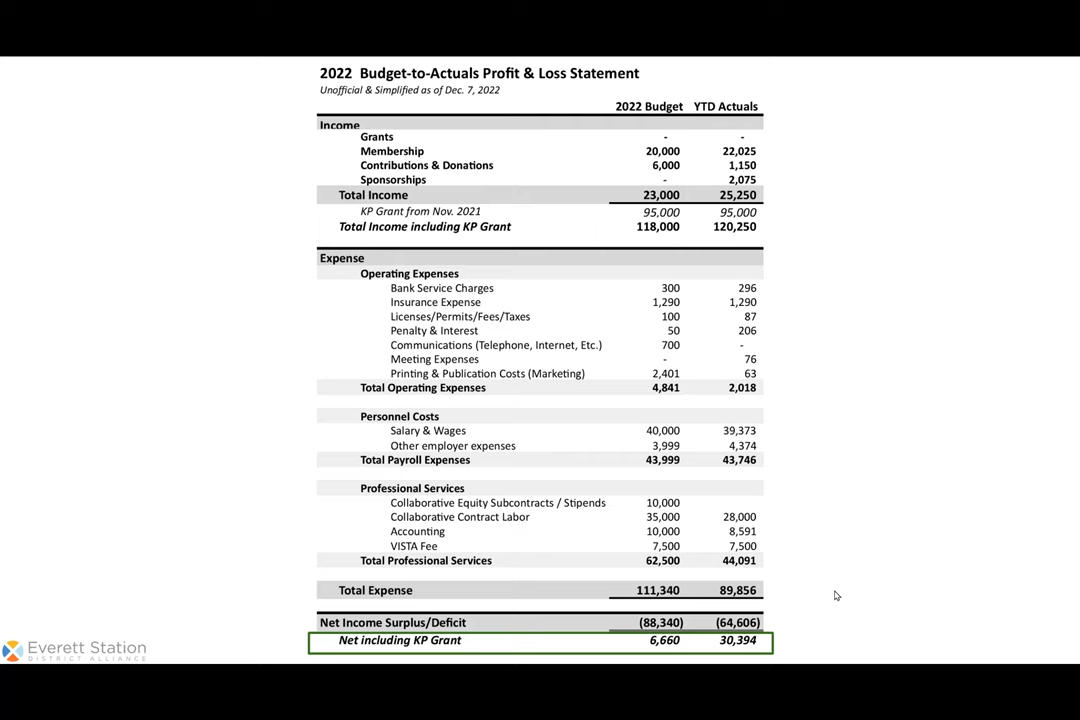 2022 Budget-to-Actuals Profit & Loss Statement
Unofficial & Simplified as of Dec. 7, 2022
2022 Budget YTD Actuals
Income
Grants - -
Membership 20,000 22,025
Contributions & Donations 6,000 1,150
Sponsorships - 2,075
Total Income 23,000 25,250
KP Grant from Nov. 2021 95,000 95,000
Total Income including KP Grant 118,000 120,250
Expense
Operating Expenses
Bank Service Charges 300 296
Insurance Expense 1,290 1,290
Licenses/Permits/Fees/Taxes 100 87
Penalty & Interest 50 206
Communications (Telephone, Internet, Etc.) 700 -
Meeting Expenses - 76
Printing & Publication Costs (Marketing) 2,401 63
Total Operating Expenses 4,841 2,018
Personnel Costs
Salary & Wages 40,000 39,373
Other employer expenses 3,999 4,374
Total Payroll Expenses 43,999 43,746
Professional Services
Collaborative Equity Subcontracts / Stipends 10,000
Collaborative Contract Labor 35,000 28,000
Accounting 10,000 8,591
VISTA Fee 7,500 7,500
Total Professional Services 62,500 44,091
Total Expense 111,340 89,856
Net Income Surplus/Deficit (88,340) (64,606)
Net including KP Grant 6,660 30,394
Everett Station
DISTRICT ALLIANCE